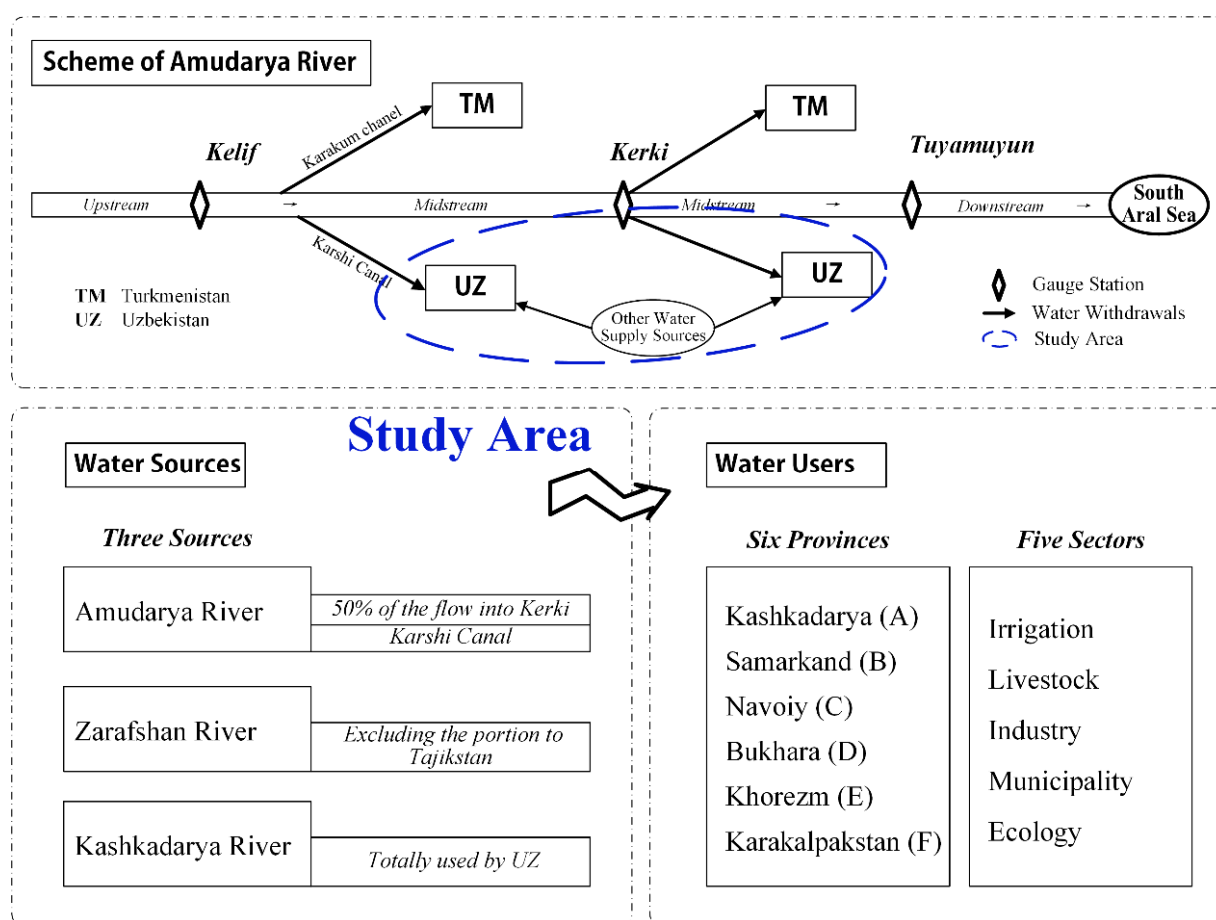 Scheme of Amudarya River
TM
TM
Karakum chanel
Kelif
Kerki
Tuyamuyun
Upstream
→
Midstream
Midstream
→
Downstream
→
South
Aral Sea
Karshi Canal
UZ
UZ
Other Water
Supply Sources
TM Turkmenistan
UZ Uzbekistan
Gauge Station
Water Withdrawals
Study Area
Study Area
Water Sources
Three Sources
Amudarya River
50% of the flow into Kerki
Karshi Canal
Zarafshan River
Excluding the portion to
Tajikstan
Kashkadarya River
Totally used by UZ
Water Users
Six Provinces
Kashkadarya (A)
Samarkand (B)
Navoiy (C)
Bukhara (D)
Khorezm (E)
Karakalpakstan (F)
Five Sectors
Irrigation
Livestock
Industry
Municipality
Ecology